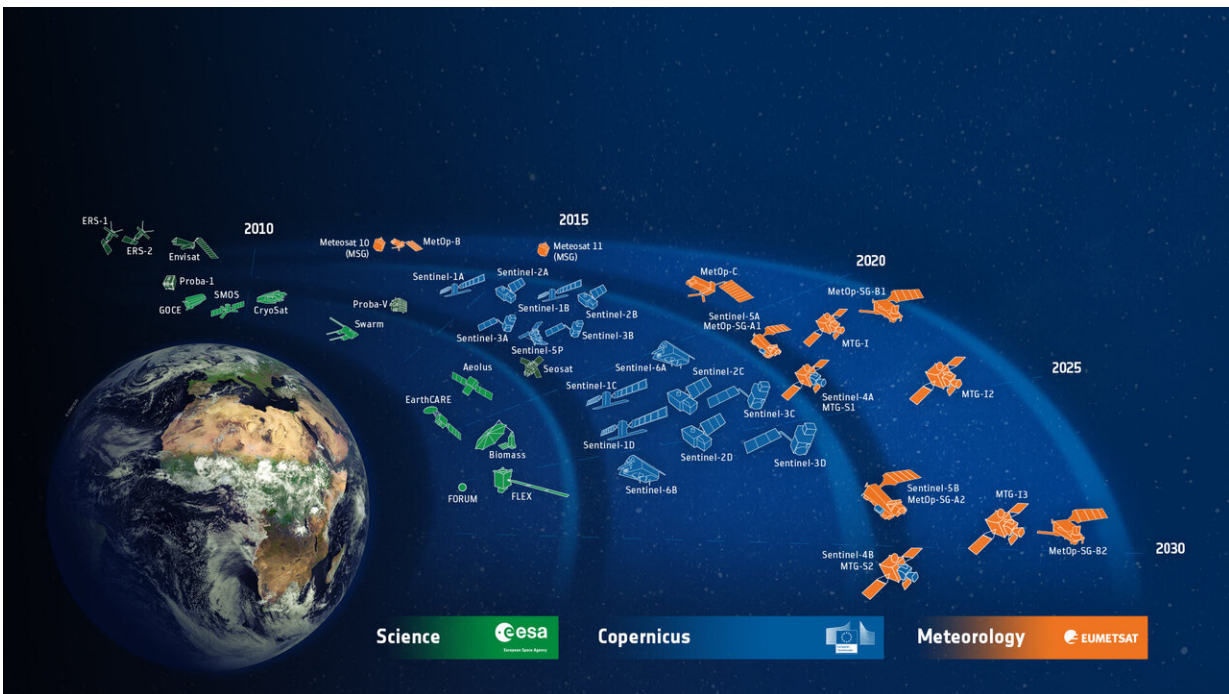 ERS-1
ERS-2
Envisat
2010
Meteosat 10
(MSG)
MetOp-B
2015
Meteosat 11
(MSG)
Proba-1
GOCE
SMOS
CryoSat
Proba-V
Swarm
Sentinel-1A
Sentinel-2A
Sentinel-1B
Sentinel-2B
Sentinel-3A
Sentinel-3B
Sentinel-5P
Seosat
MetOp-C
2020
MetOp-SG-B1
Sentinel-5A
MetOp-SG-A1
MTG-I
Aeolus
EarthCARE
Biomass
FORUM
FLEX
Sentinel-6A
Sentinel-2C
Sentinel-1C
Sentinel-3C
Sentinel-1D
Sentinel-2D
Sentinel-3D
Sentinel-6B
Sentinel-4A
MTG-S1
MTG-I2
2025
Sentinel-5B
MetOp-SG-A2
MTG-I3
MetOp-SG-B2
2030
Sentinel-4B
MTG-S2
Science
esa
European Space Agency
Copernicus
Meteorology
EUMETSAT